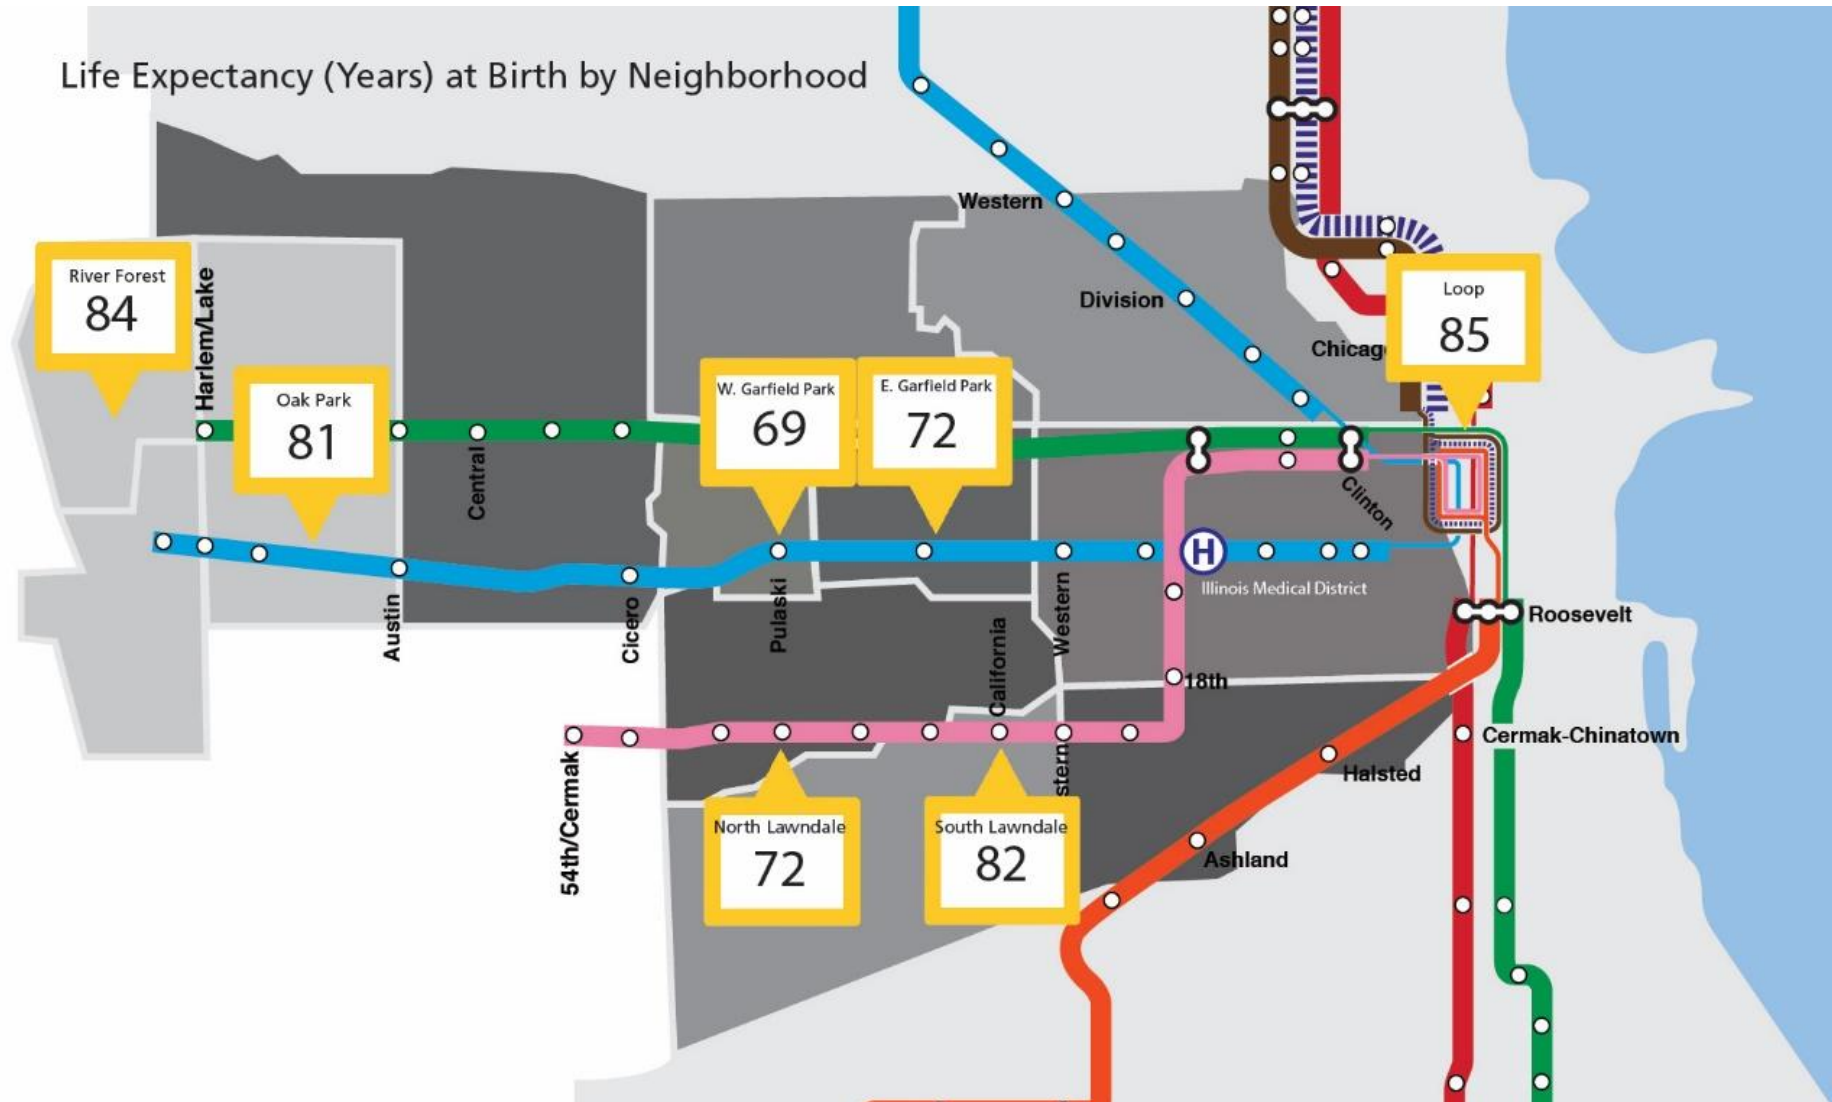 Life Expectancy (Years) at Birth by Neighborhood
Western
River Forest
84
Harlem/Lake
Division
Loop
85
Chicag
Oak Park
81
W. Garfield Park
69
E. Garfield Park
72
Central
Clinton
H
Illinois Medical District
Austin
Cicero
Pulaski
Western
California
Roosevelt
18th
54th/Cermak
stern
Cermak-Chinatown
Halsted
North Lawndale
72
South Lawndale
82
Ashland